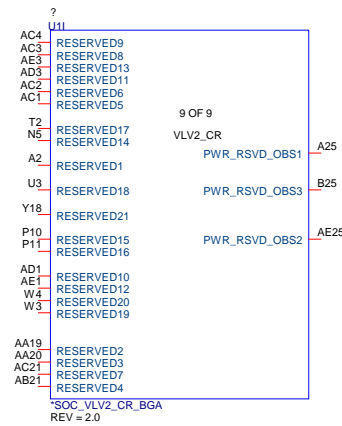 ?
U1I
AC4 RESERVED9
AC3 RESERVED8
AE3 RESERVED13
AD3 RESERVED11
AC2 RESERVED6
AC1 RESERVED5
9 OF 9
T2 RESERVED17
N5 RESERVED14
VLV2_CR
PWR_RSVD_OBS1 A25
A2 RESERVED1
U3 RESERVED18
PWR_RSVD_OBS3 B25
Y18 RESERVED21
P10 RESERVED15
PWR_RSVD_OBS2 AE25
P11 RESERVED16
AD1 RESERVED10
AE1 RESERVED12
W4 RESERVED20
W3 RESERVED19
AA19 RESERVED2
AA20 RESERVED3
AC21 RESERVED7
AB21 RESERVED4
*SOC_VLV2_CR_BGA
REV = 2.0